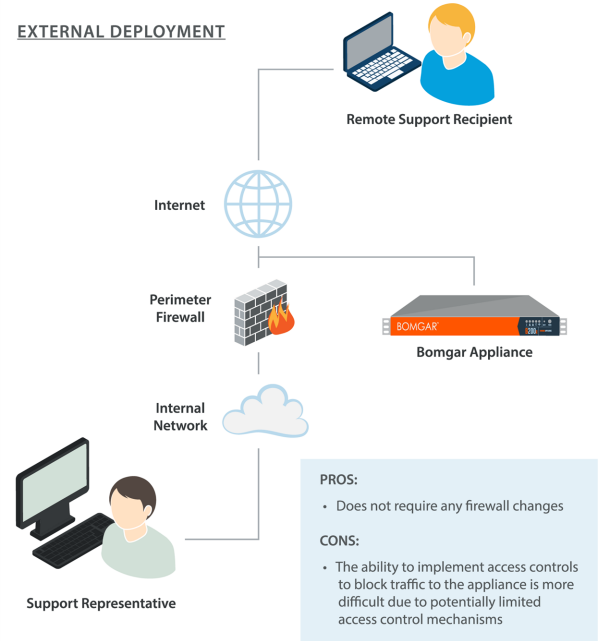 EXTERNAL DEPLOYMENT
Remote Support Recipient
Internet
Perimeter
Firewall
BOMGAR
Bomgar Appliance
Internal
Network
Support Representative
PROS:
• Does not require any firewall changes
CONS:
• The ability to implement access controls
to block traffic to the appliance is more
difficult due to potentially limited
access control mechanisms